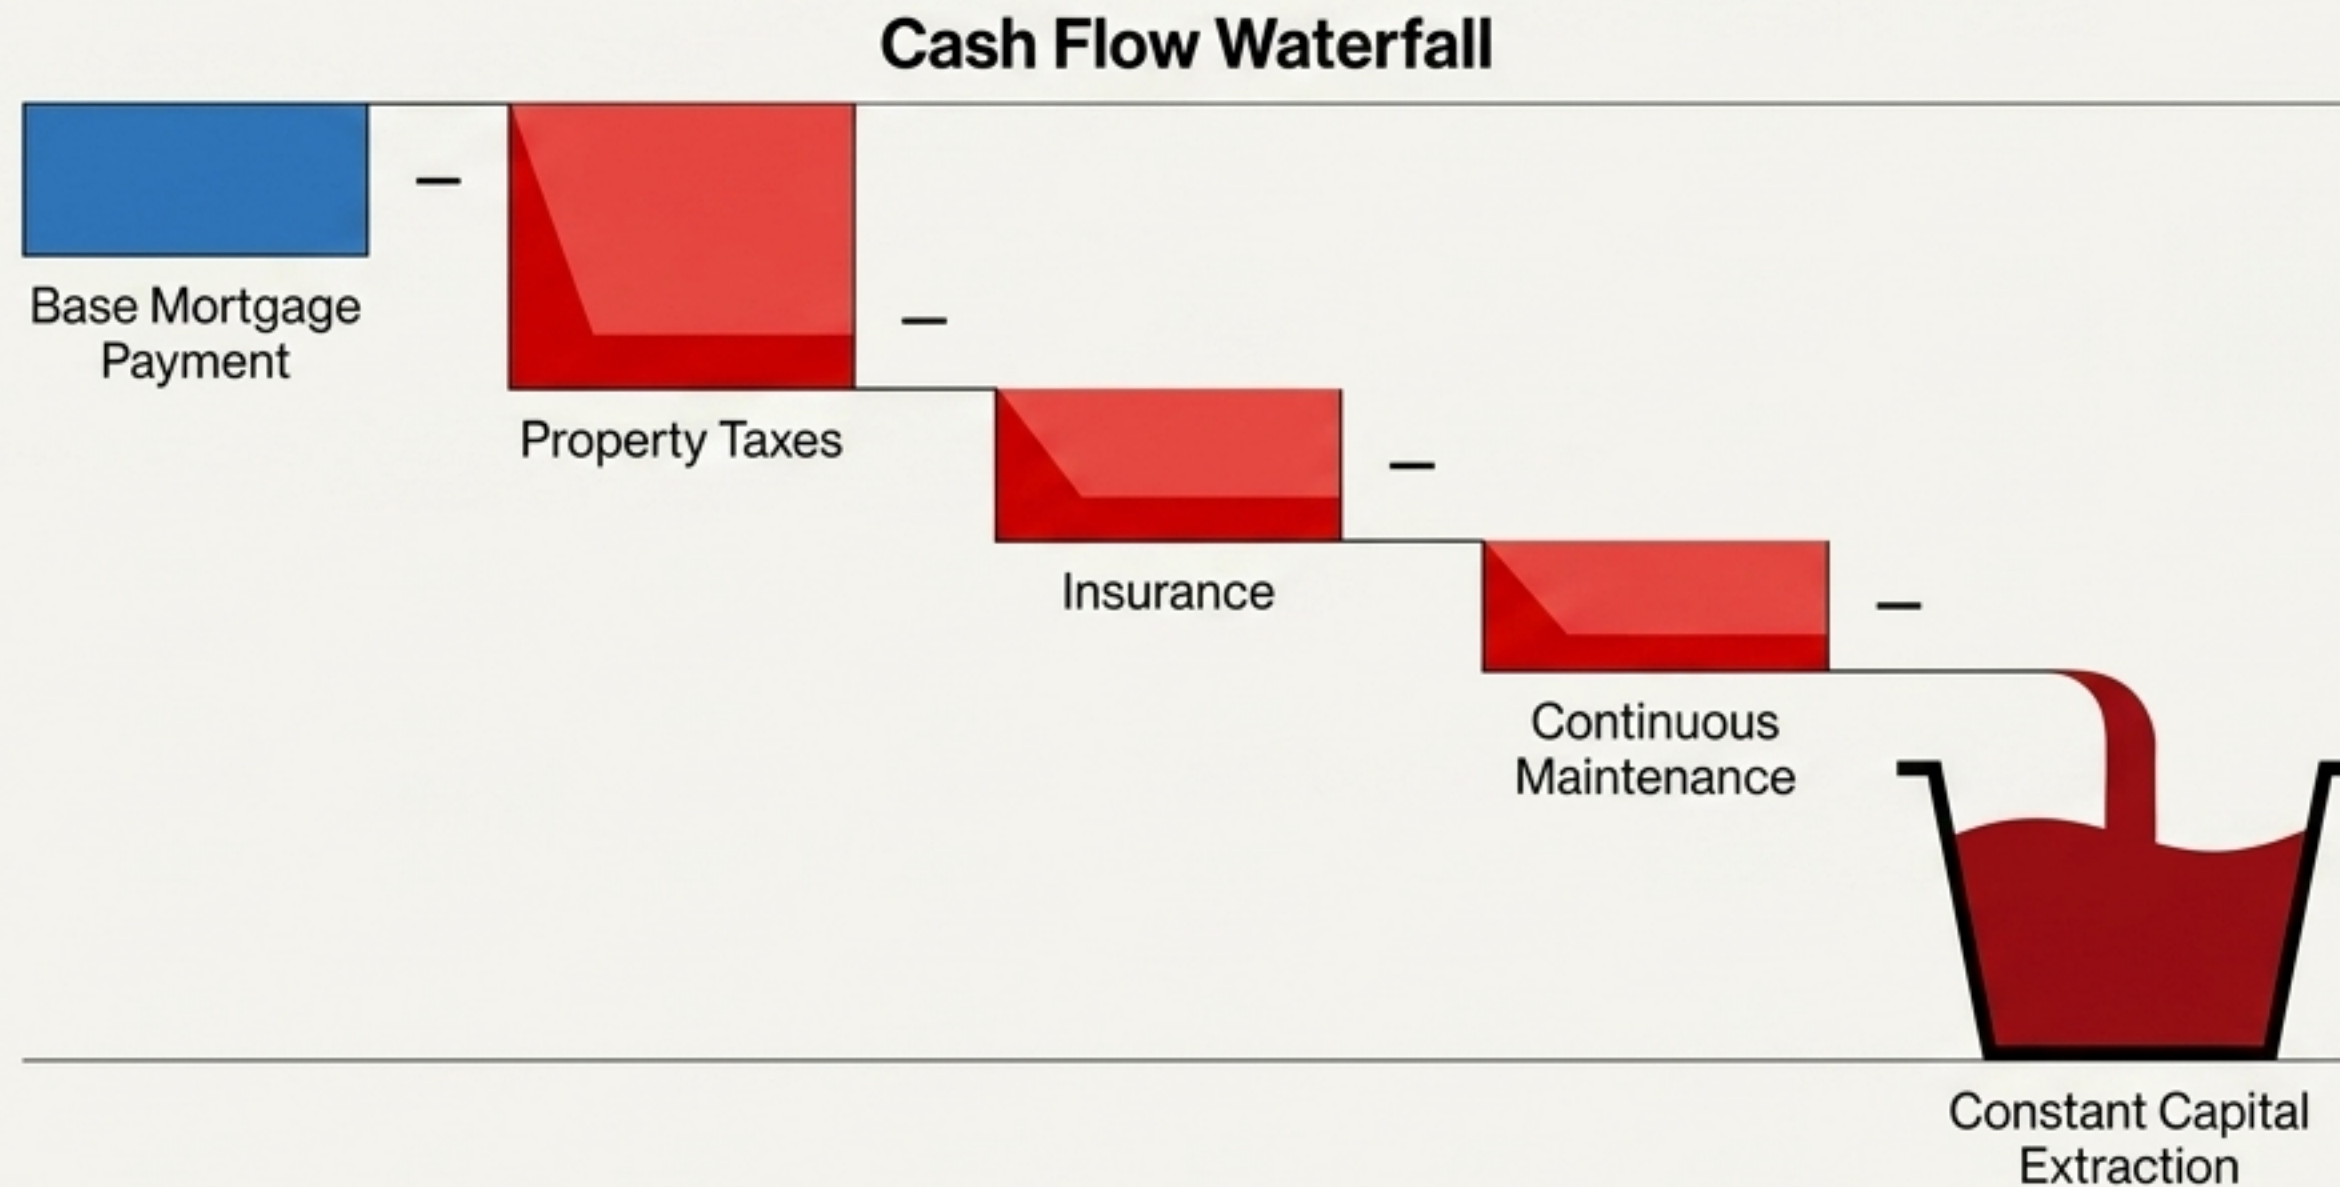 Cash Flow Waterfall
Base Mortgage
Payment
–
Property Taxes
–
Insurance
–
Continuous
Maintenance
–
Constant Capital
Extraction